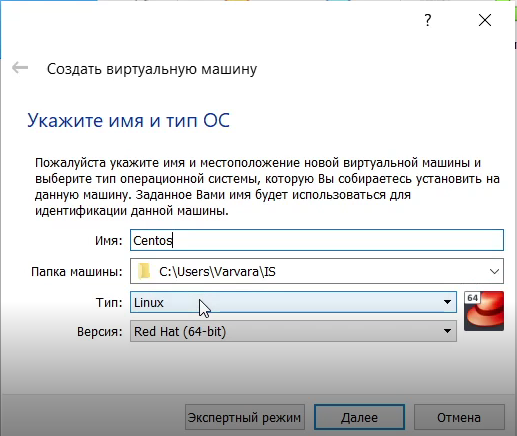 ?
Создать виртуальную машину
Укажите имя и тип ОС
Пожалуйста укажите имя и местоположение новой виртуальной машины и
выберите тип операционной системы, которую Вы собираетесь установить на
данную машину. Заданное Вами имя будет использоваться для
идентификации данной машины.
Имя: Centos
Папка машины: C:\Users\Varvara\IS
Тип: Linux
64
Версия: Red Hat (64-bit)
Экспертный режим Далее Отмена